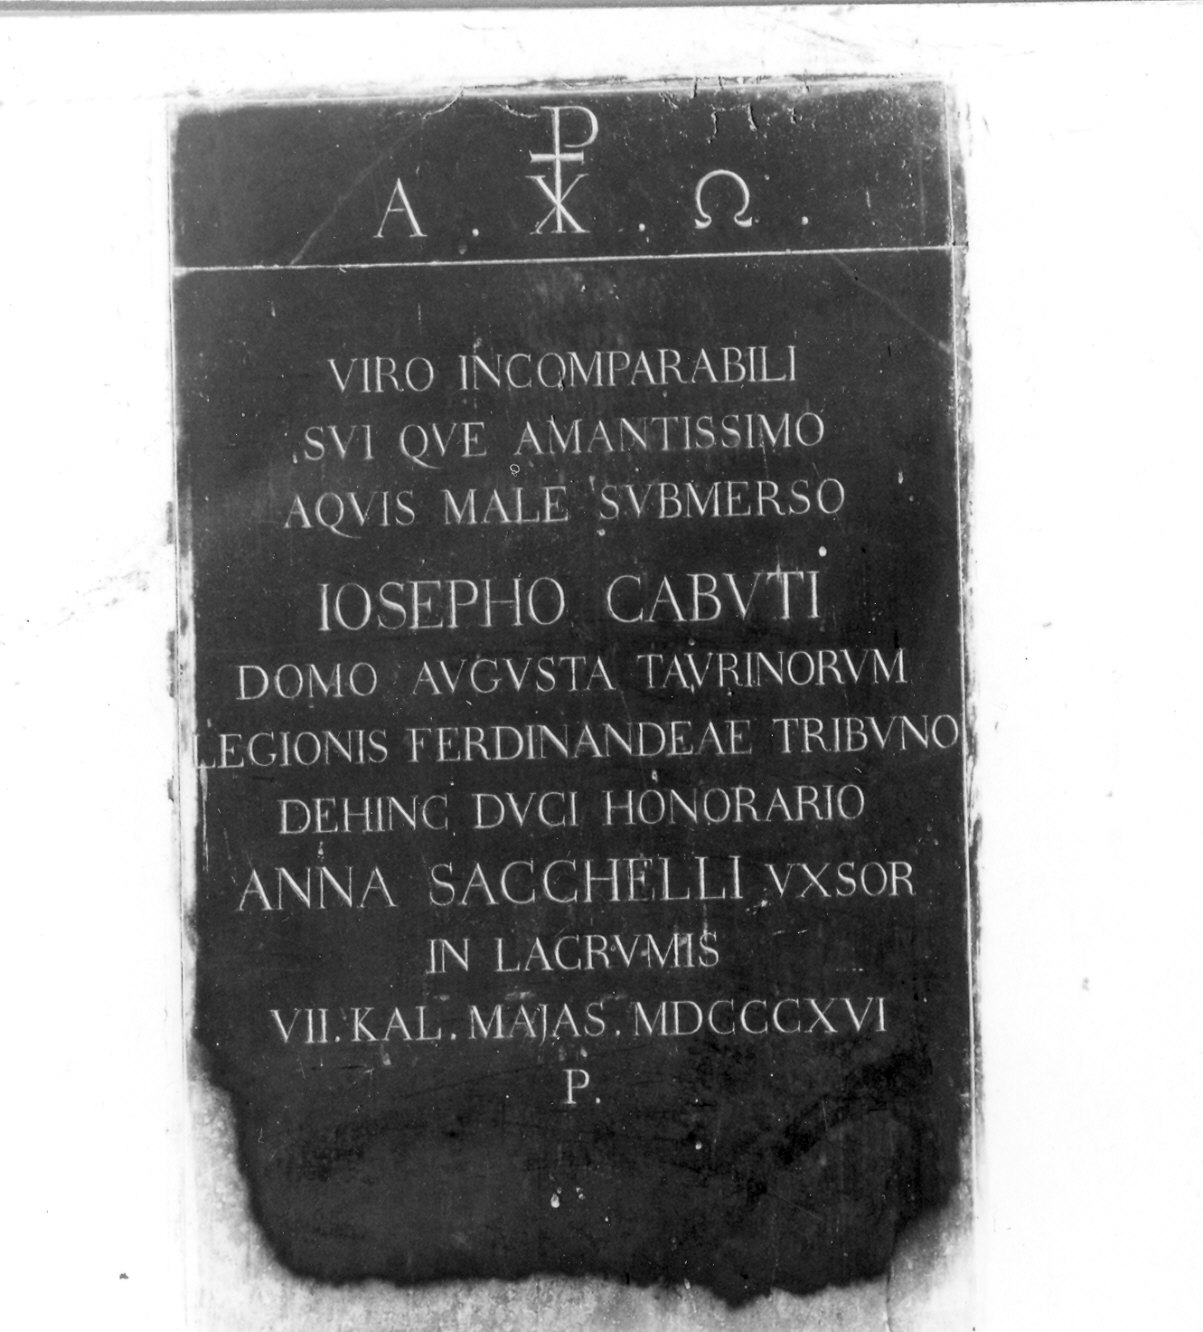 A . ☧ . Ω .
VIRO INCOMPARABILI
SVI QVE AMANTISSIMO
AQVIS MALE SVBMERSO
IOSEPHO CABVTI
DOMO AVGVSTA TAVRINORVM
LEGIONIS FERDINANDEAE TRIBVNO
DEHINC DVCI HONORARIO
ANNA SACCHELLI VXSOR
IN LACRVMIS
VII. KAL. MAJAS. MDCCCXVI
P.